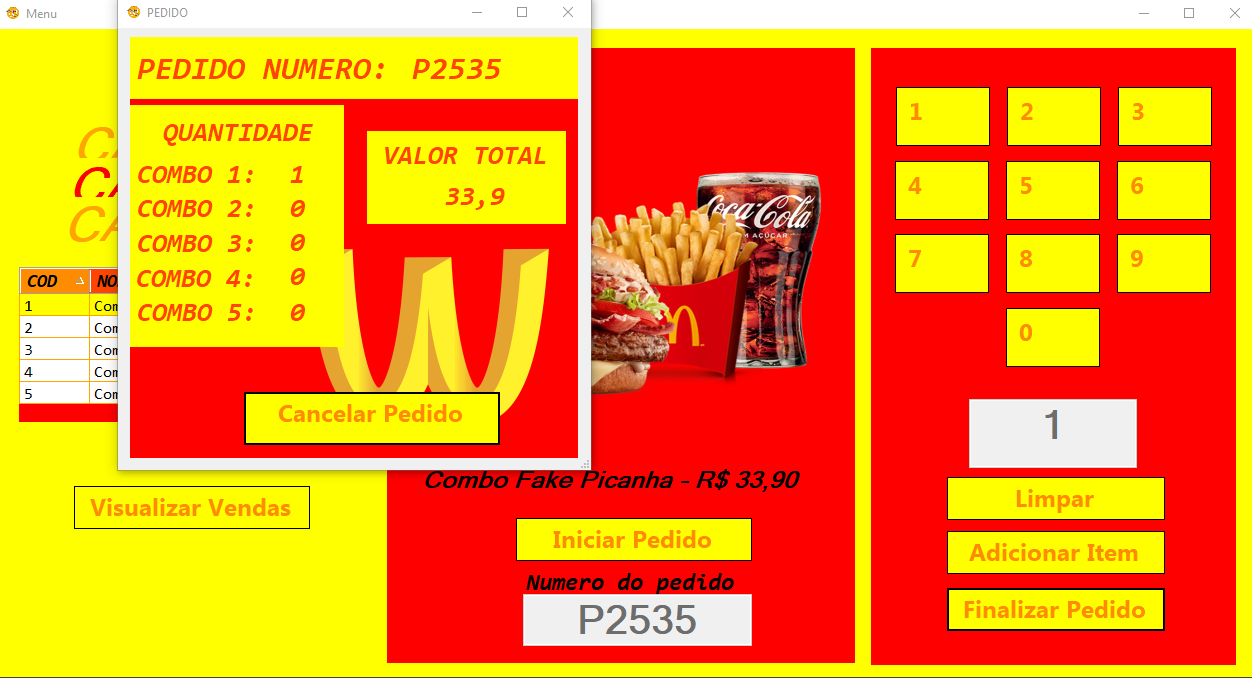 Menu
PEDIDO
PEDIDO NUMERO: P2535
QUANTIDADE
COMBO 1: 1
COMBO 2: 0
COMBO 3: 0
COMBO 4: 0
COMBO 5: 0
VALOR TOTAL
33,9
Cancelar Pedido
COD
1
2
3
4
5
Visualizar Vendas
Coca-Cola
Combo Fake Picanha - R$ 33,90
Iniciar Pedido
Numero do pedido
P2535
1 2 3
4 5 6
7 8 9
0
1
Limpar
Adicionar Item
Finalizar Pedido